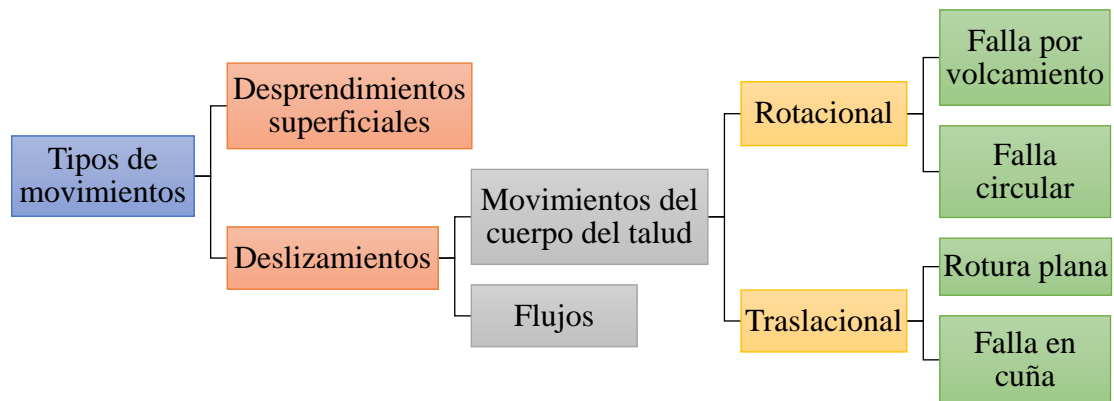 Tipos de
movimientos
Desprendimientos
superficiales
Deslizamientos
Movimientos del
cuerpo del talud
Flujos
Rotacional
Traslacional
Falla por
volcamiento
Falla
circular
Rotura plana
Falla en
cuña